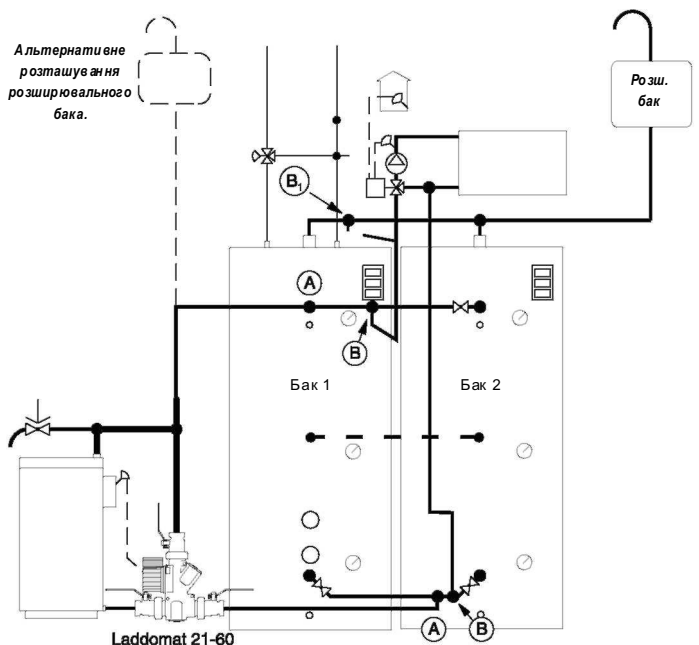 Альтернативне
розташування
розширювального
бака.
Розш.
бак
B1
A
B
Бак 1
Бак 2
A
B
Laddomat 21-60